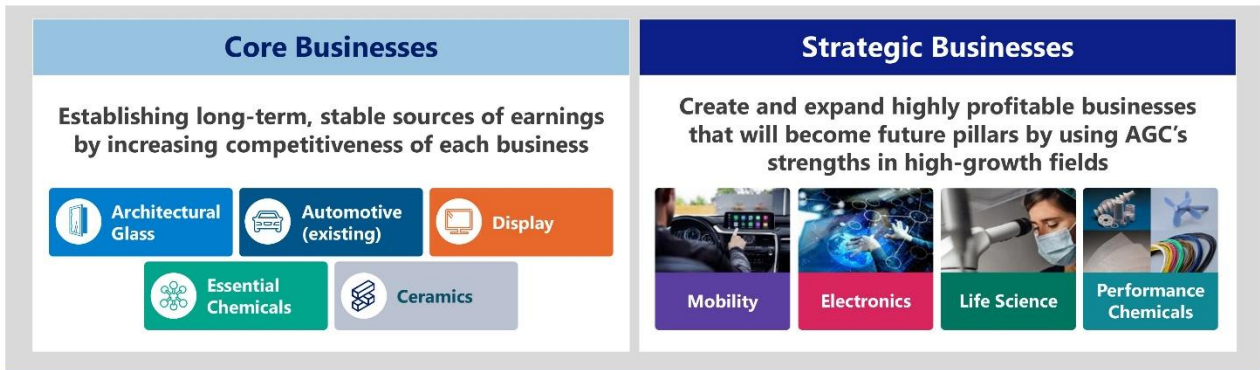 Core Businesses
Establishing long-term, stable sources of earnings
by increasing competitiveness of each business
Architectural
Glass
Automotive
(existing)
Display
Essential
Chemicals
Ceramics
Strategic Businesses
Create and expand highly profitable businesses
that will become future pillars by using AGC’s
strengths in high-growth fields
Mobility
Electronics
Life Science
Performance
Chemicals